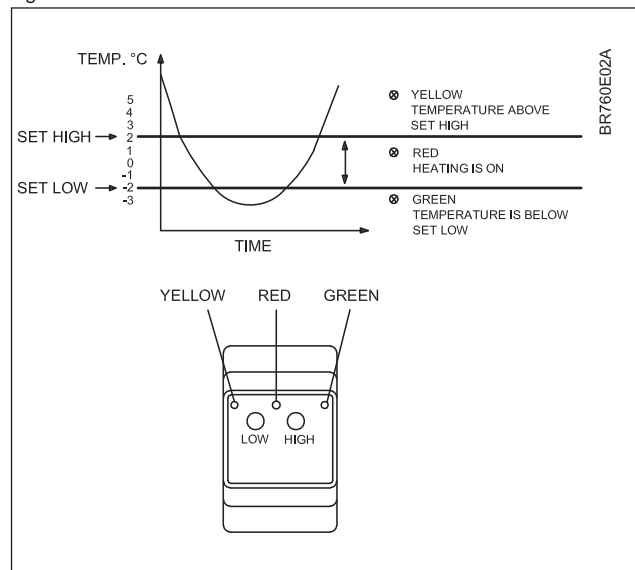 TEMP. °C
5
4
3
SET HIGH
2
1
0
-1
SET LOW
-2
-3
TIME
YELLOW
TEMPERATURE ABOVE
SET HIGH
RED
HEATING IS ON
GREEN
TEMPERATURE IS BELOW
SET LOW
BR760E02A
YELLOW RED GREEN
LOW HIGH